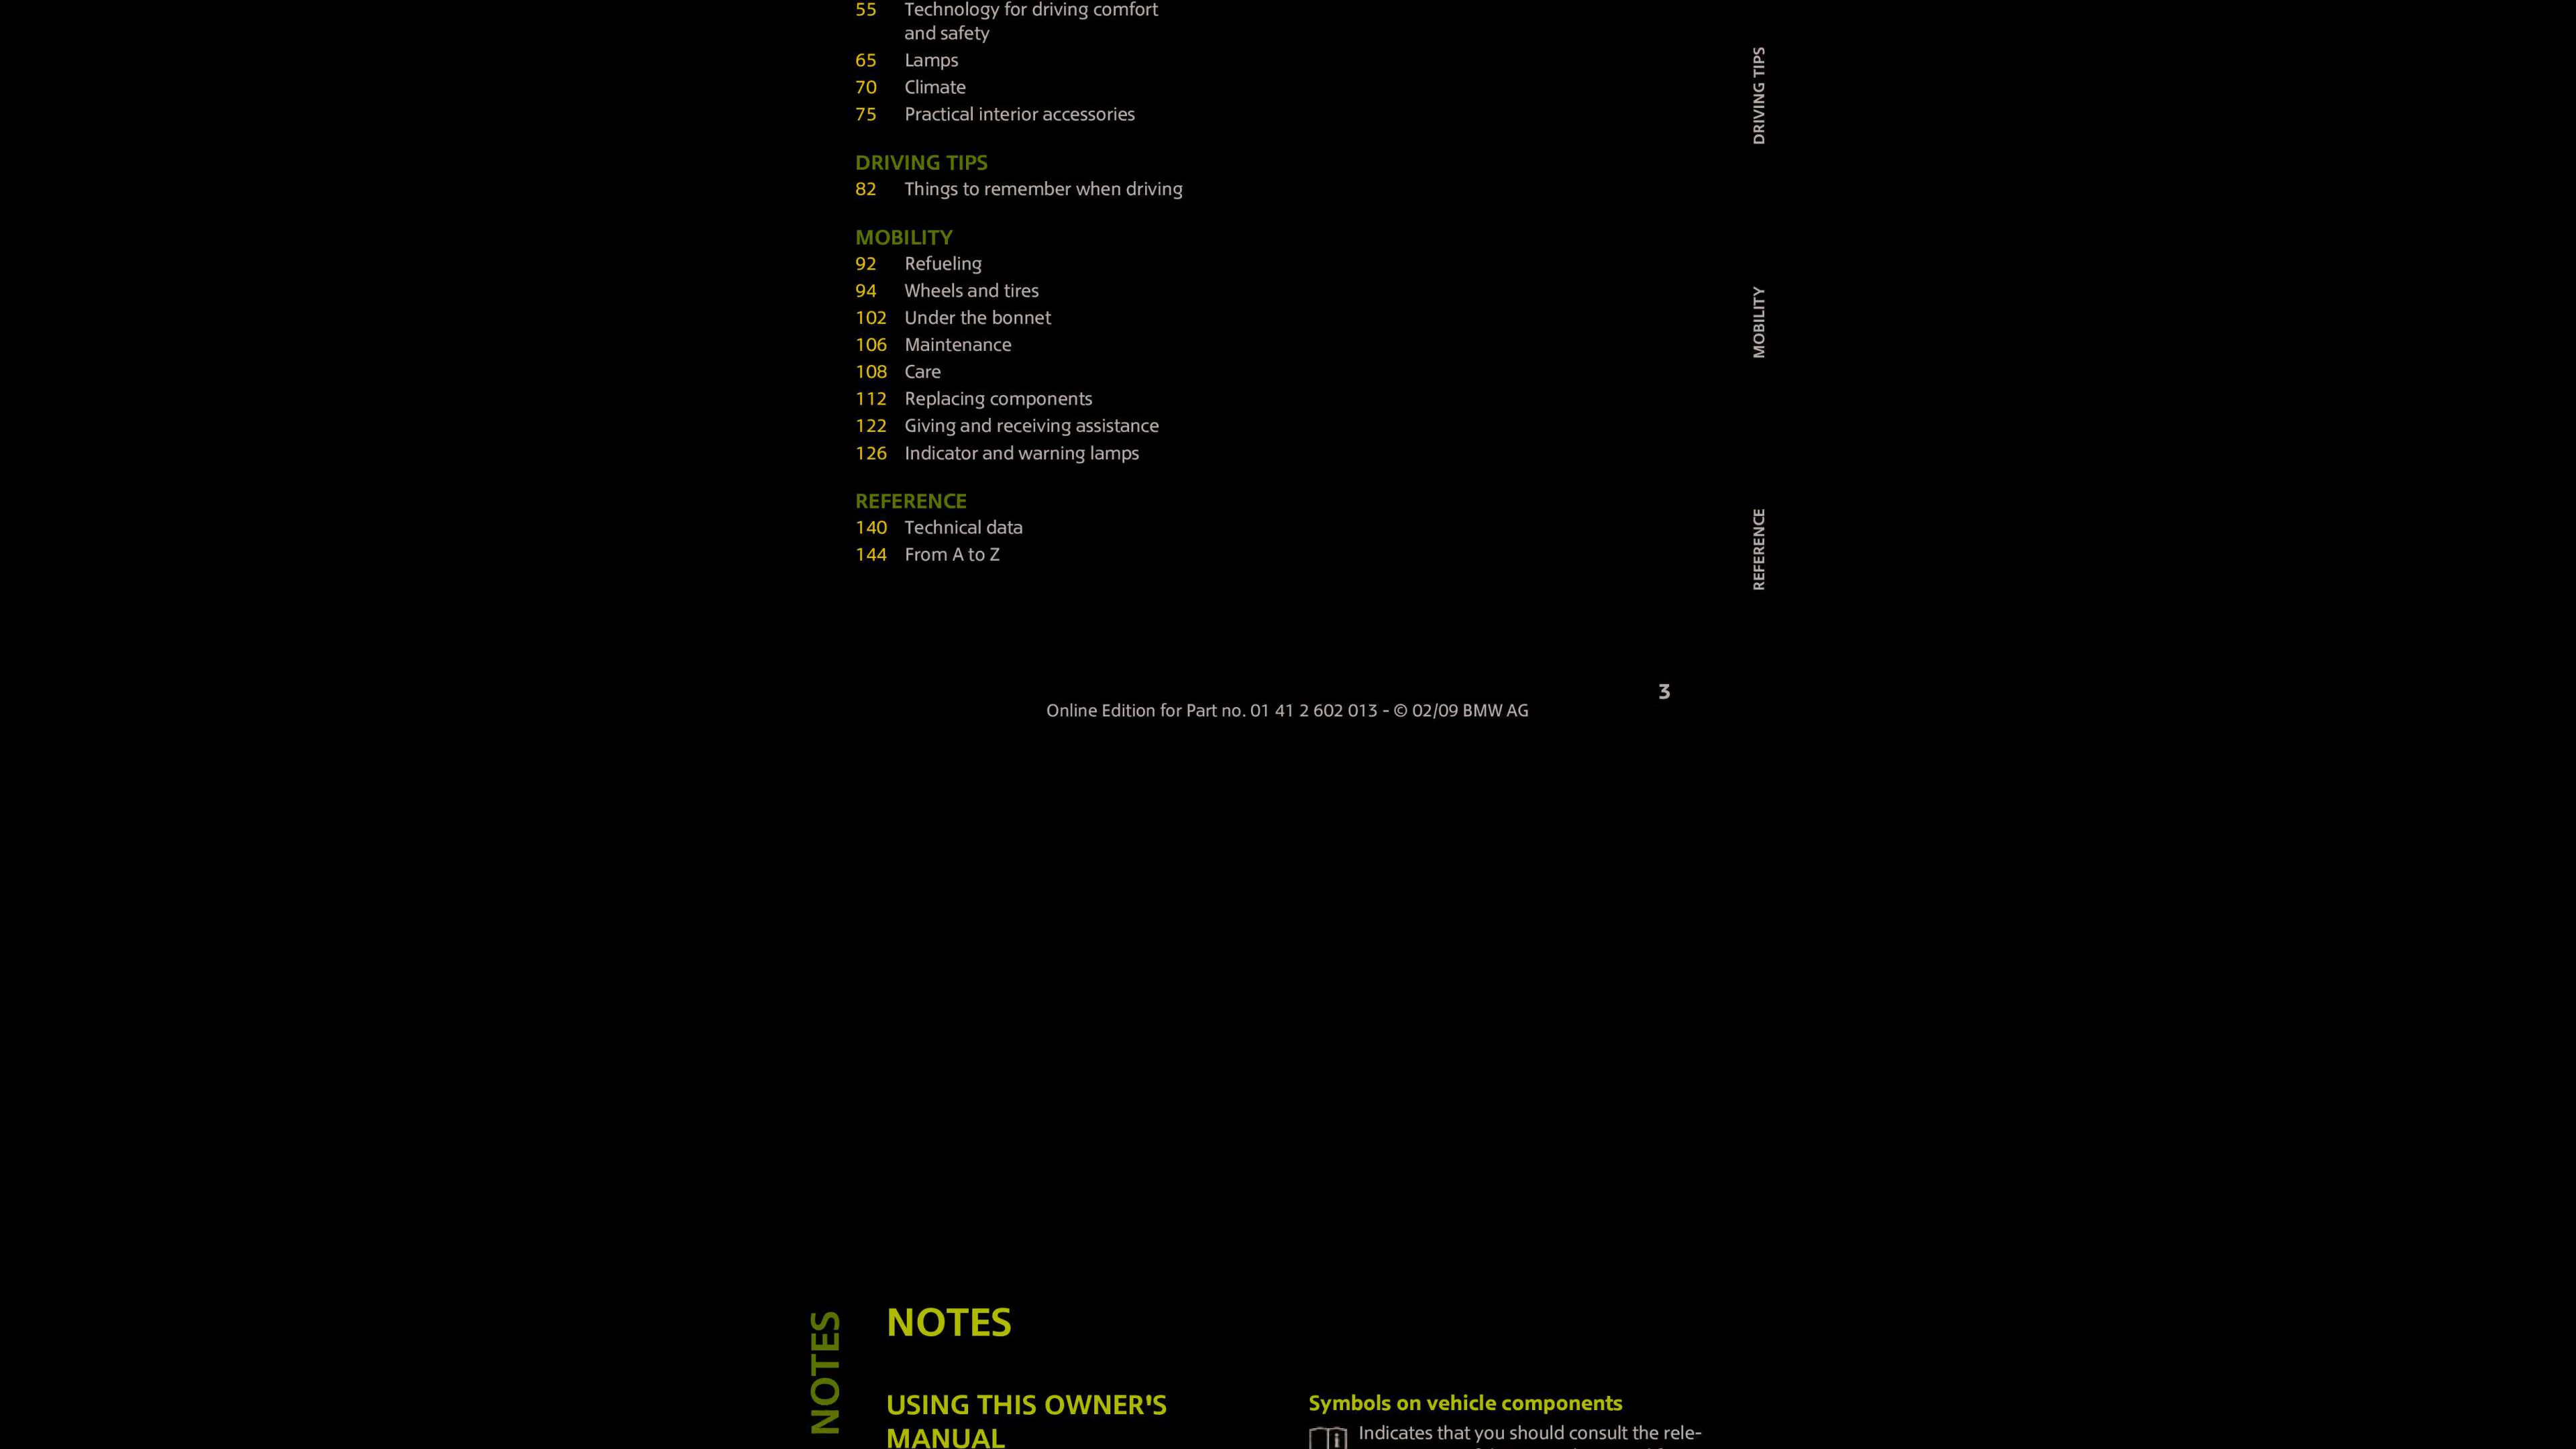 55 Technology for driving comfort
and safety
65 Lamps
70 Climate
75 Practical interior accessories
DRIVING TIPS
82 Things to remember when driving
MOBILITY
92 Refueling
94 Wheels and tires
102 Under the bonnet
106 Maintenance
108 Care
112 Replacing components
122 Giving and receiving assistance
126 Indicator and warning lamps
REFERENCE
140 Technical data
144 From A to Z
DRIVING TIPS
MOBILITY
REFERENCE
3
Online Edition for Part no. 01 41 2 602 013 - © 02/09 BMW AG
NOTES
NOTES
USING THIS OWNER'S
MANUAL
Symbols on vehicle components
Indicates that you should consult the rele-